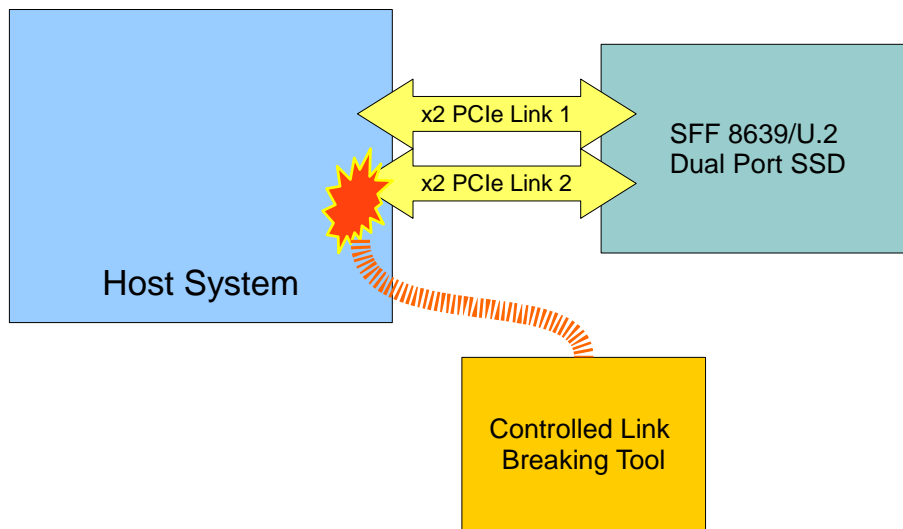 x2 PCIe Link 1
SFF 8639/U.2
Dual Port SSD
x2 PCIe Link 2
Host System
Controlled Link
Breaking Tool